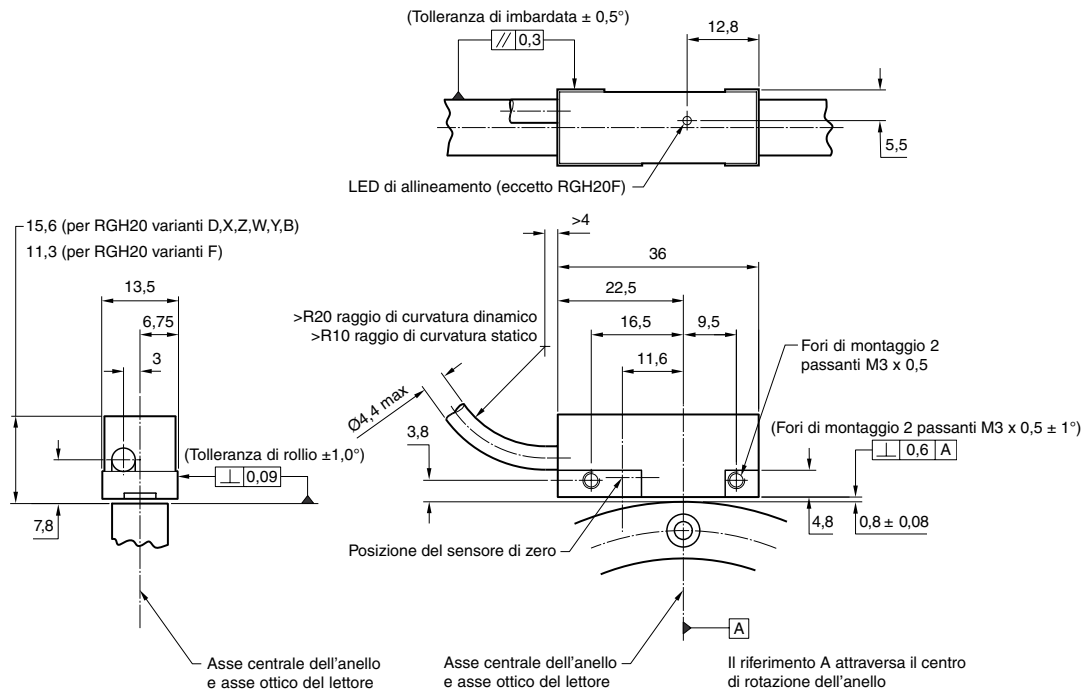 (Tolleranza di imbardata ± 0,5°)
// 0,3
12,8
5,5
LED di allineamento (eccetto RGH20F)
15,6 (per RGH20 varianti D,X,Z,W,Y,B)
11,3 (per RGH20 varianti F)
13,5
6,75
3
(Tolleranza di rollio ±1,0°)
⊥ 0,09
7,8
>4
36
22,5
>R20 raggio di curvatura dinamico
>R10 raggio di curvatura statico
16,5
9,5
11,6
Fori di montaggio 2
passanti M3 x 0,5
Ø4,4 max
3,8
(Fori di montaggio 2 passanti M3 x 0,5 ± 1°)
⊥ 0,6 A
4,8
0,8 ± 0,08
Posizione del sensore di zero
A
Asse centrale dell'anello
e asse ottico del lettore
Asse centrale dell'anello
e asse ottico del lettore
Il riferimento A attraversa il centro
di rotazione dell'anello